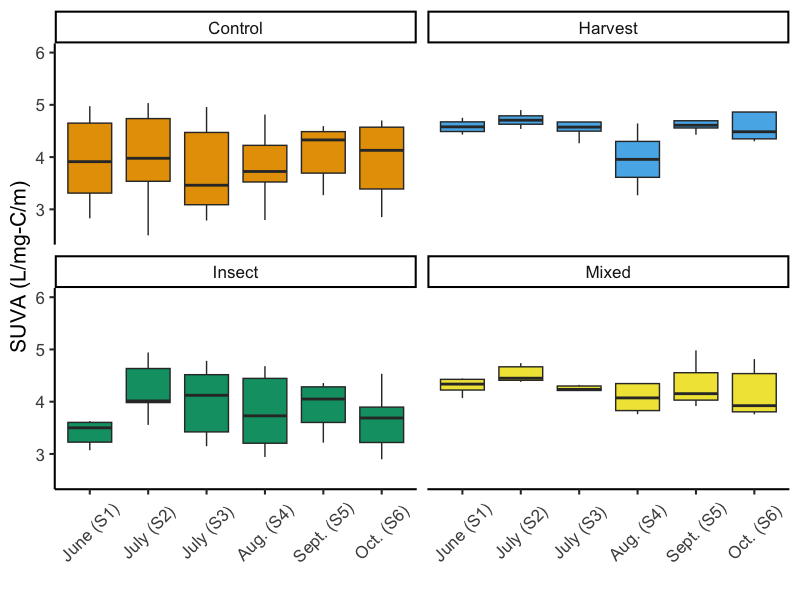 Control
Harvest
6
5
4
3
SUVA (L/mg-C/m)
Insect
Mixed
6
5
4
3
June (S1)
July (S2)
July (S3)
Aug. (S4)
Sept. (S5)
Oct. (S6)
June (S1)
July (S2)
July (S3)
Aug. (S4)
Sept. (S5)
Oct. (S6)